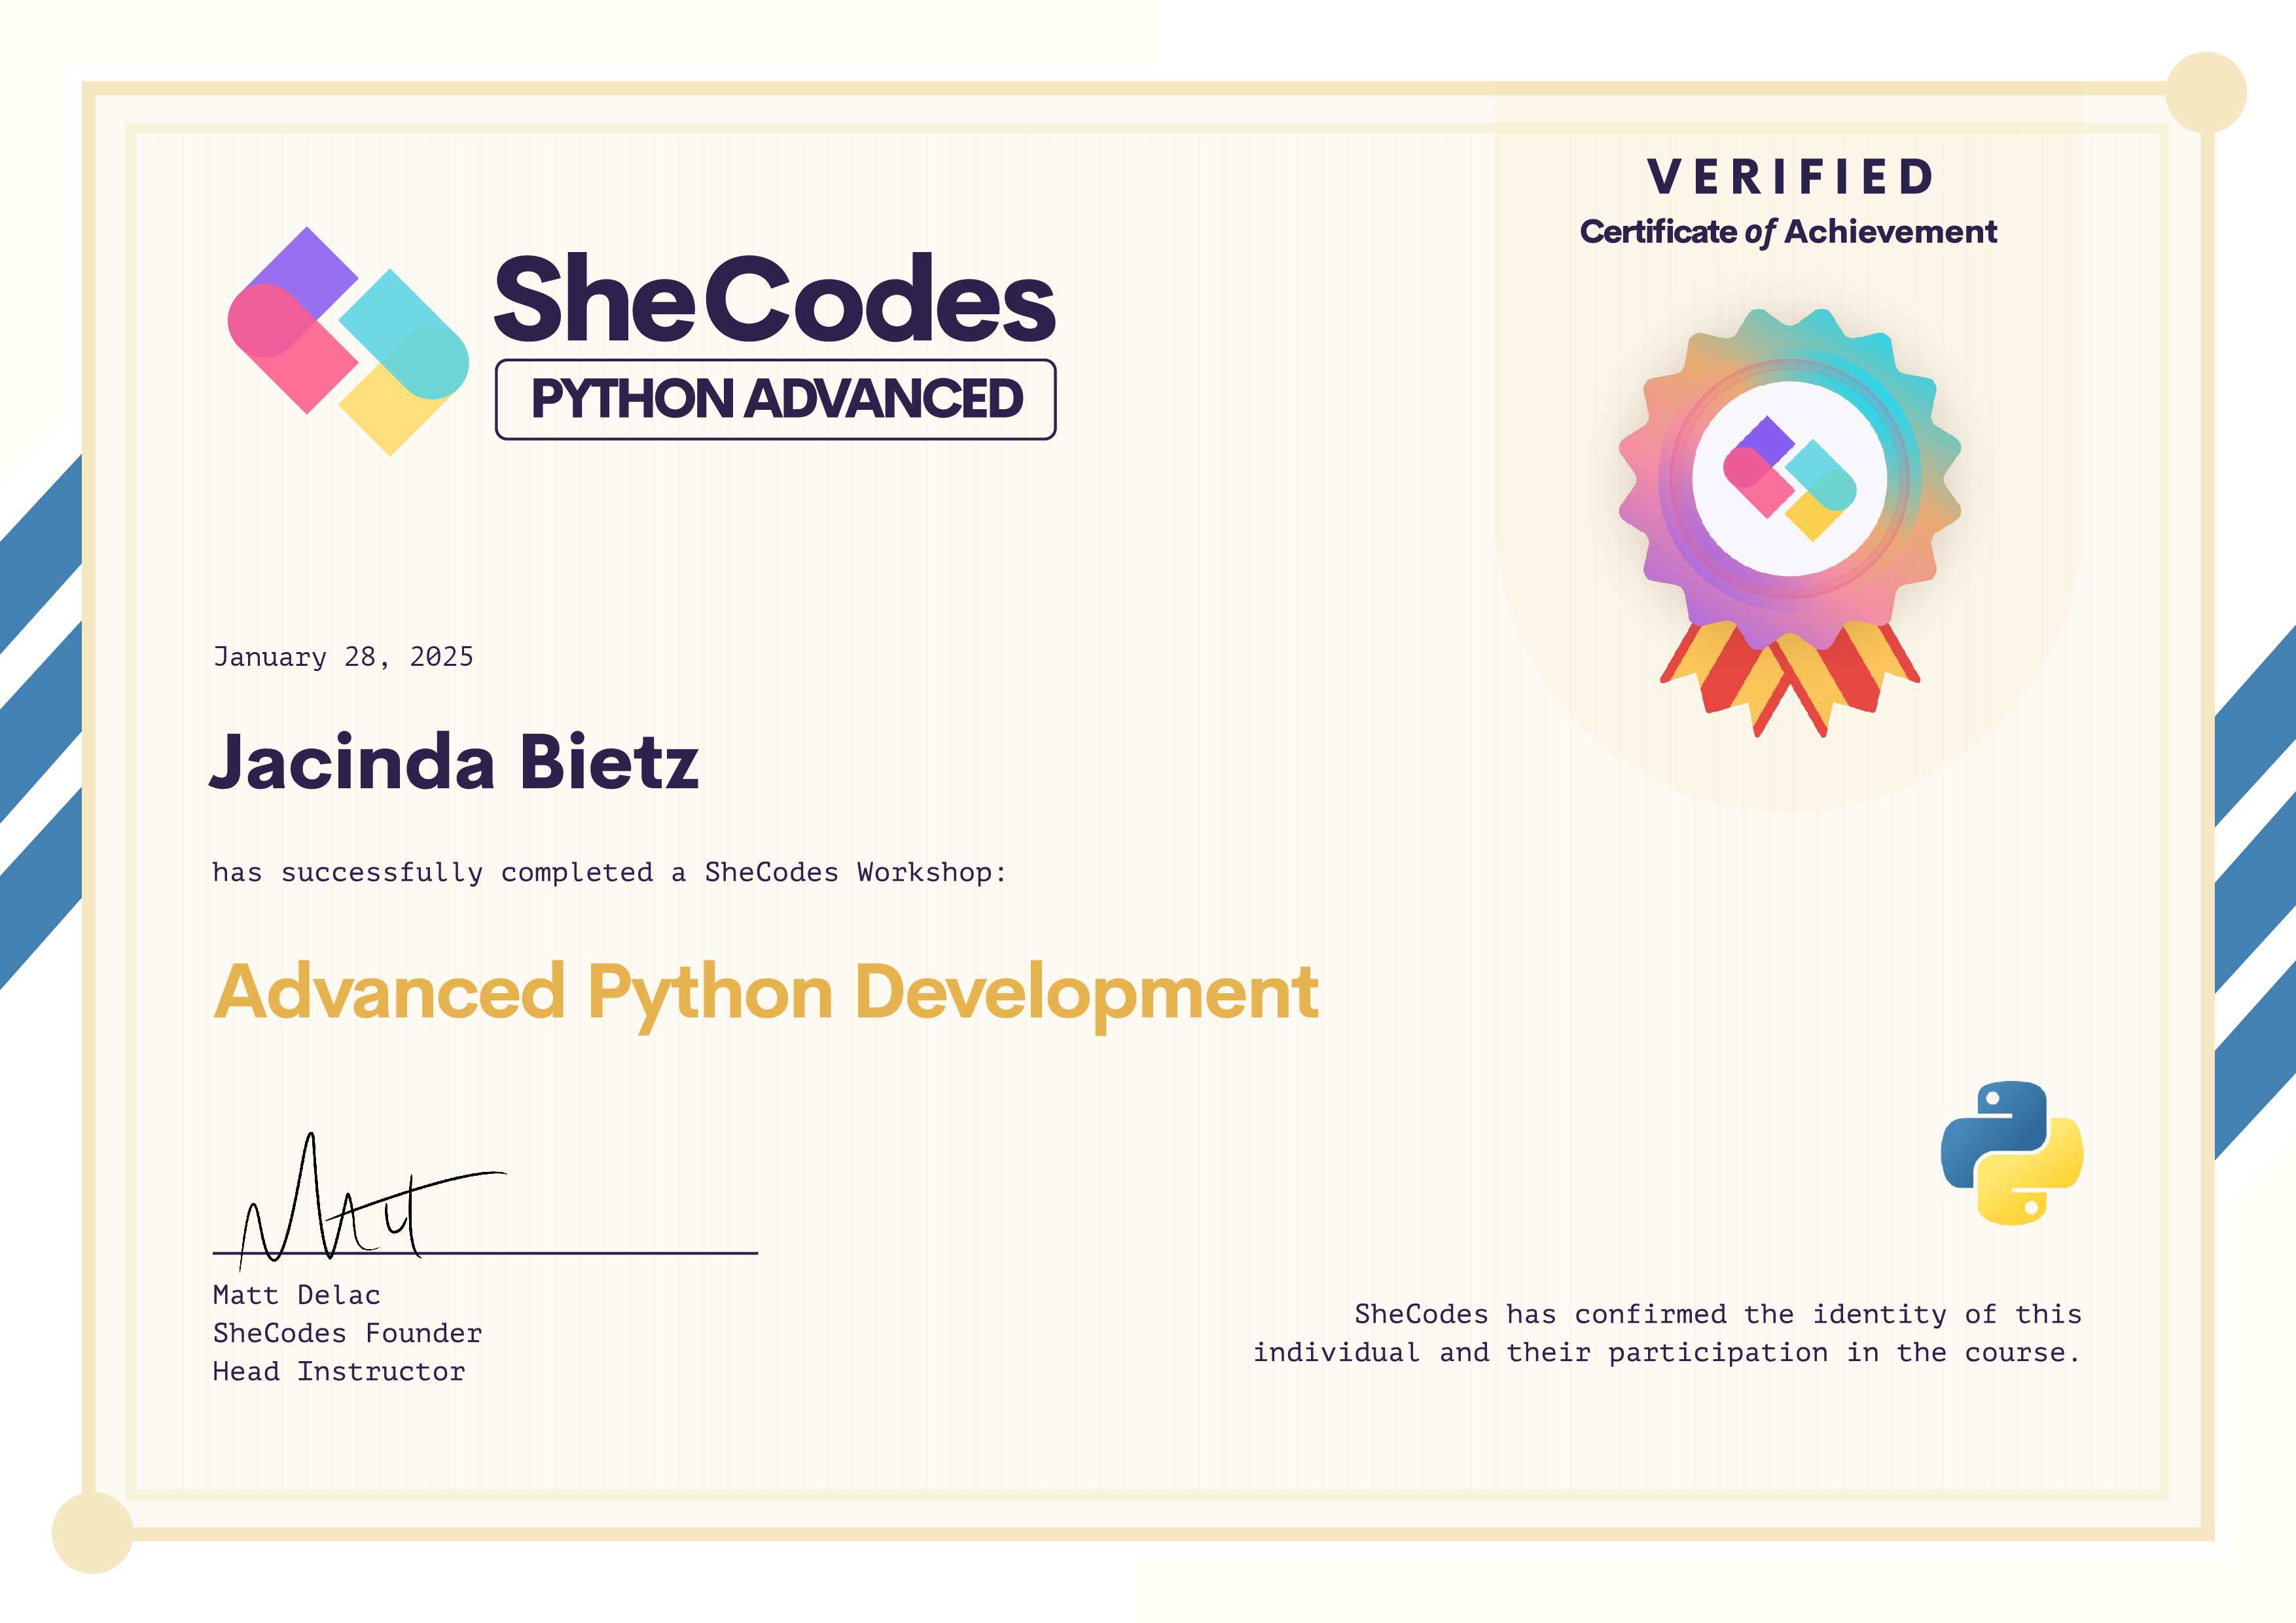 VERIFIED
Certificate of Achievement
SheCodes
PYTHON ADVANCED
January 28, 2025
Jacinda Bietz
has successfully completed a SheCodes Workshop:
Advanced Python Development
Matt
Matt Delac
SheCodes Founder
Head Instructor
SheCodes has confirmed the identity of this
individual and their participation in the course.